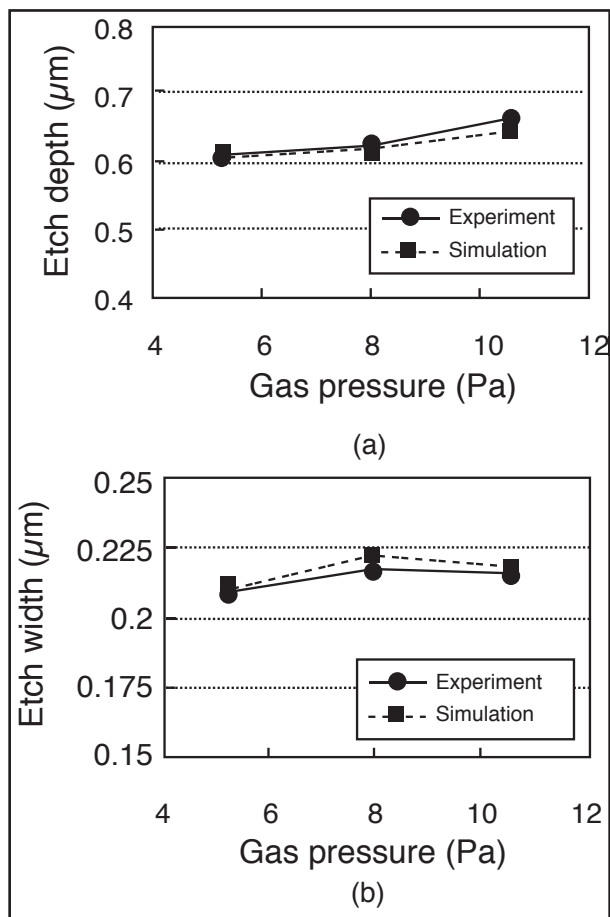 0.8
0.7
0.6
0.5
0.4
Etch depth (µm)
Experiment
Simulation
4 6 8 10 12
Gas pressure (Pa)
(a)
0.25
0.225
0.2
0.175
0.15
Etch width (µm)
Experiment
Simulation
4 6 8 10 12
Gas pressure (Pa)
(b)